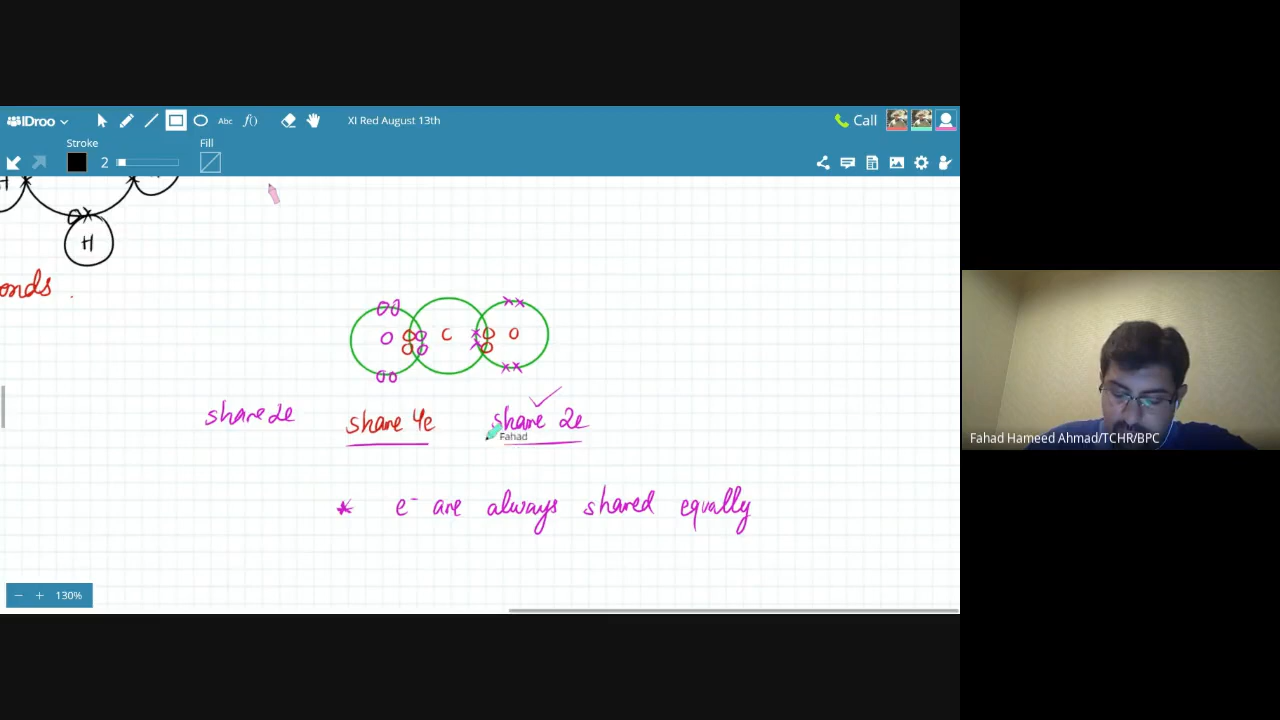 IDroo
Abc
f()
XI Red August 13th
Call
Stroke
2
Fill
H
H
onds .
O C O
share 2e share 4e share 2e
Fahad
* e⁻ are always shared equally
− + 130%
Fahad Hameed Ahmad/TCHR/BPC